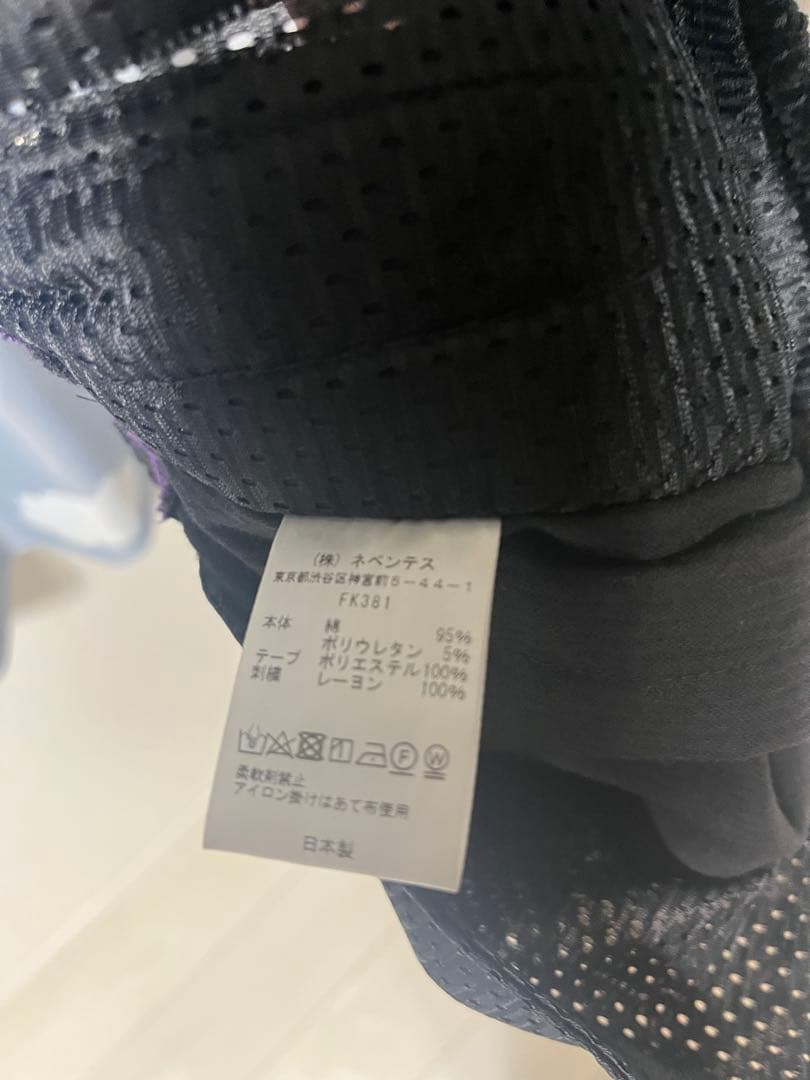 (株) ネペンテス
東京都渋谷区神宮前5-44-1
FK381
本体 綿 95%
ポリウレタン 5%
テープ ポリエステル 100%
刺繍 レーヨン 100%
F W
柔軟剤禁止
アイロン掛けはあて布使用
日本製